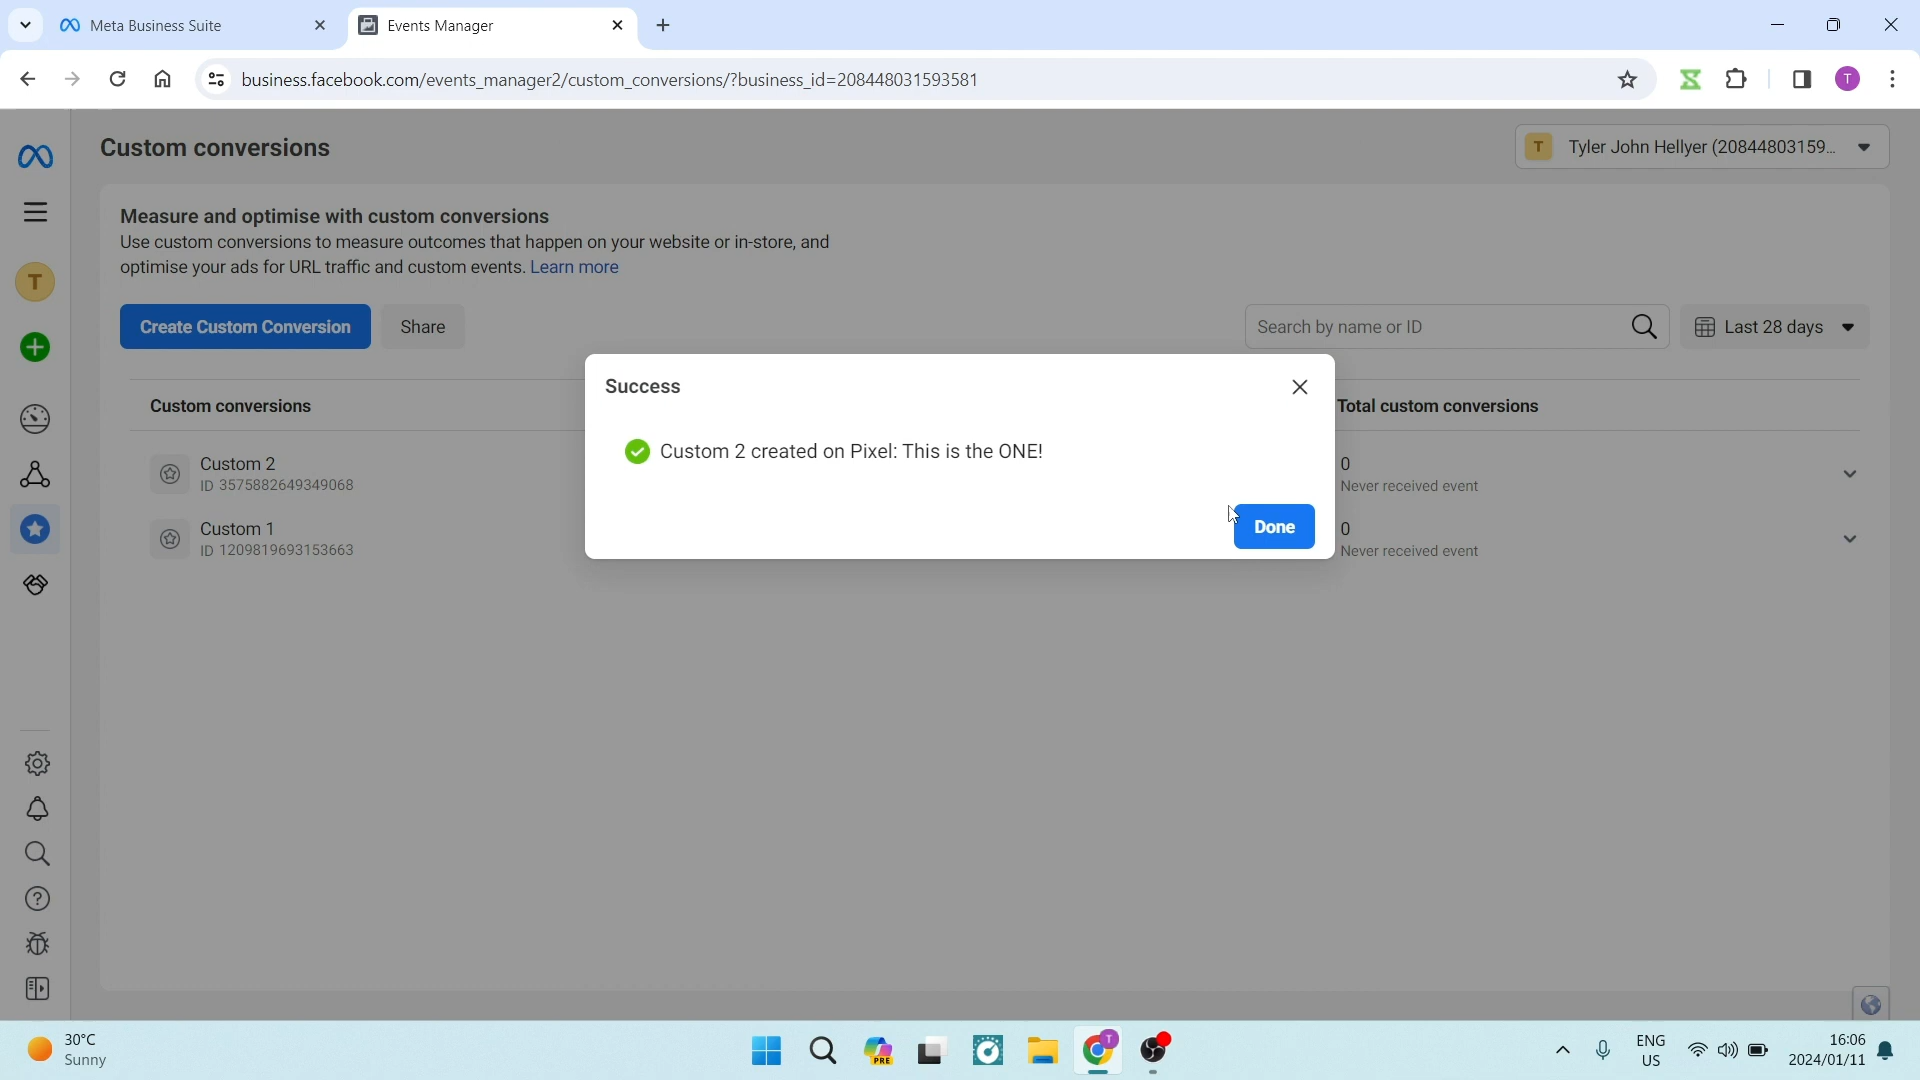 Meta Business Suite
Events Manager
business.facebook.com/events_manager2/custom_conversions/?business_id=208448031593581
T
Custom conversions
T Tyler John Hellyer (20844803159...
Measure and optimise with custom conversions
Use custom conversions to measure outcomes that happen on your website or in-store, and
optimise your ads for URL traffic and custom events. Learn more
T
Create Custom Conversion
Share
Search by name or ID
Last 28 days
Success
Custom conversions
Total custom conversions
Custom 2 created on Pixel: This is the ONE!
Custom 2
ID 3575882649349068
0
Never received event
Done
Custom 1
ID 1209819693153663
0
Never received event
30°C
Sunny
PRE
T
ENG
US
16:06
2024/01/11